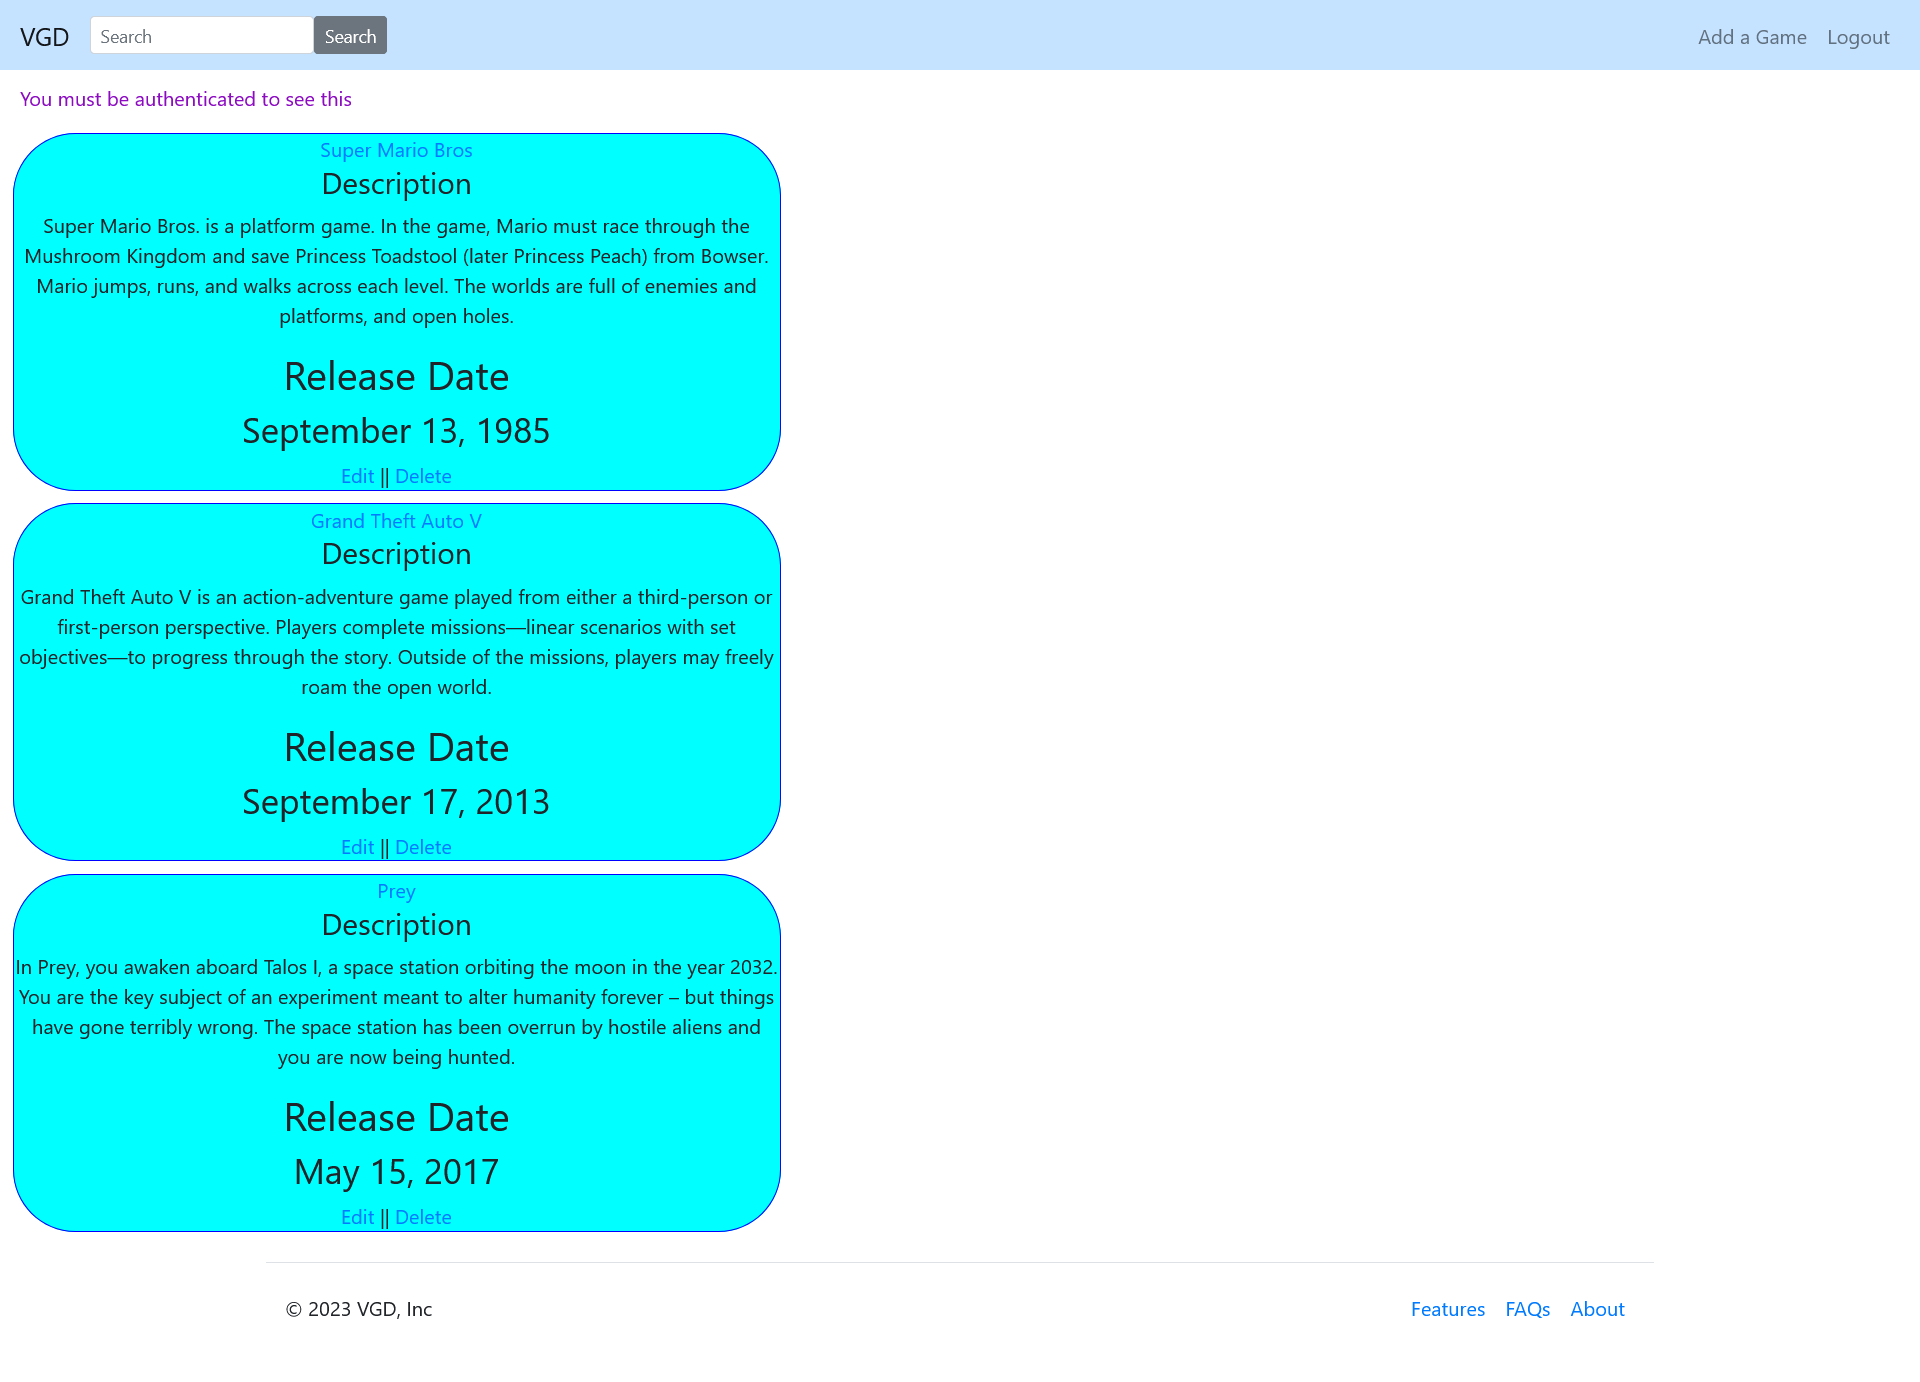 VGD Search Search Add a Game Logout
You must be authenticated to see this
Super Mario Bros
Description
Super Mario Bros. is a platform game. In the game, Mario must race through the
Mushroom Kingdom and save Princess Toadstool (later Princess Peach) from Bowser.
Mario jumps, runs, and walks across each level. The worlds are full of enemies and
platforms, and open holes.
Release Date
September 13, 1985
Edit || Delete
Grand Theft Auto V
Description
Grand Theft Auto V is an action-adventure game played from either a third-person or
first-person perspective. Players complete missions—linear scenarios with set
objectives—to progress through the story. Outside of the missions, players may freely
roam the open world.
Release Date
September 17, 2013
Edit || Delete
Prey
Description
In Prey, you awaken aboard Talos I, a space station orbiting the moon in the year 2032.
You are the key subject of an experiment meant to alter humanity forever – but things
have gone terribly wrong. The space station has been overrun by hostile aliens and
you are now being hunted.
Release Date
May 15, 2017
Edit || Delete
© 2023 VGD, Inc Features FAQs About